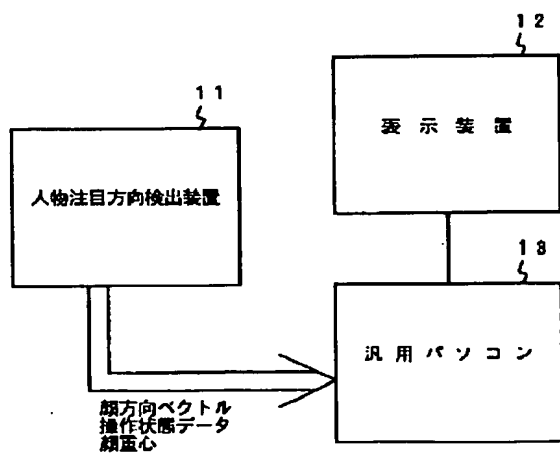 12
11
表示装置
人物注目方向検出装置
13
汎用パソコン
顔方向ベクトル
操作状態データ
顔重心